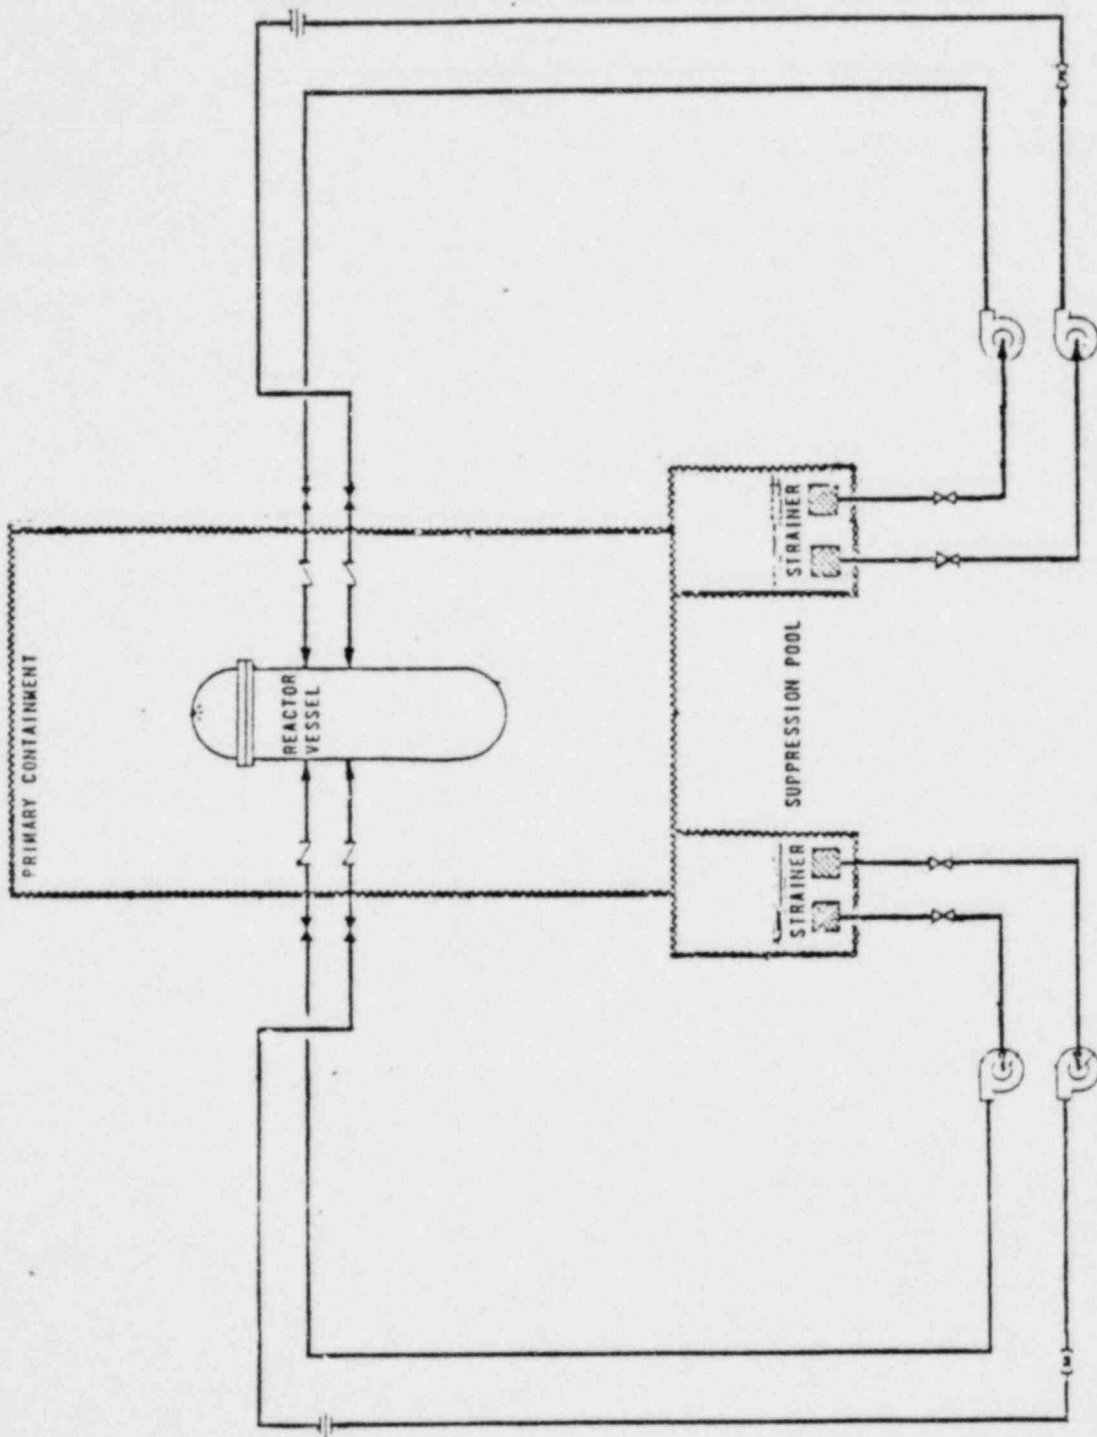 PRIMARY CONTAINMENT
REACTOR
VESSEL
STRAINER
SUPPRESSION POOL
STRAINER